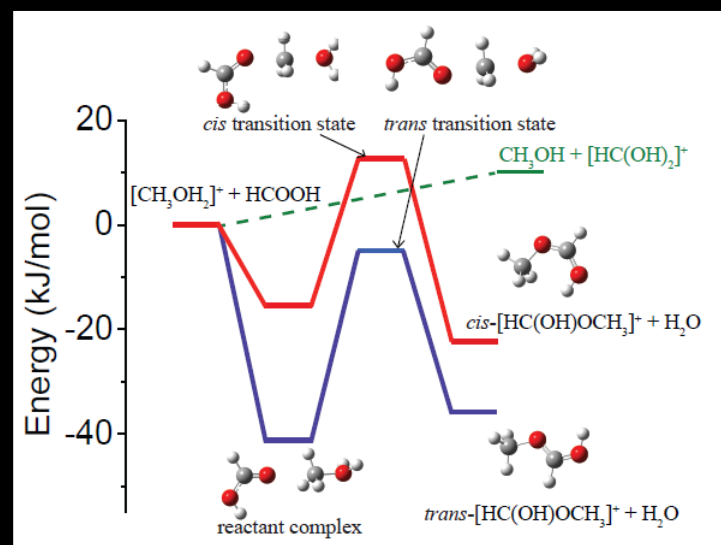 20
0
-20
-40
Energy (kJ/mol)
cis transition state
trans transition state
CH₃OH + [HC(OH)₂]⁺
[CH₃OH₂]⁺ + HCOOH
cis-[HC(OH)OCH₃]⁺ + H₂O
reactant complex
trans-[HC(OH)OCH₃]⁺ + H₂O